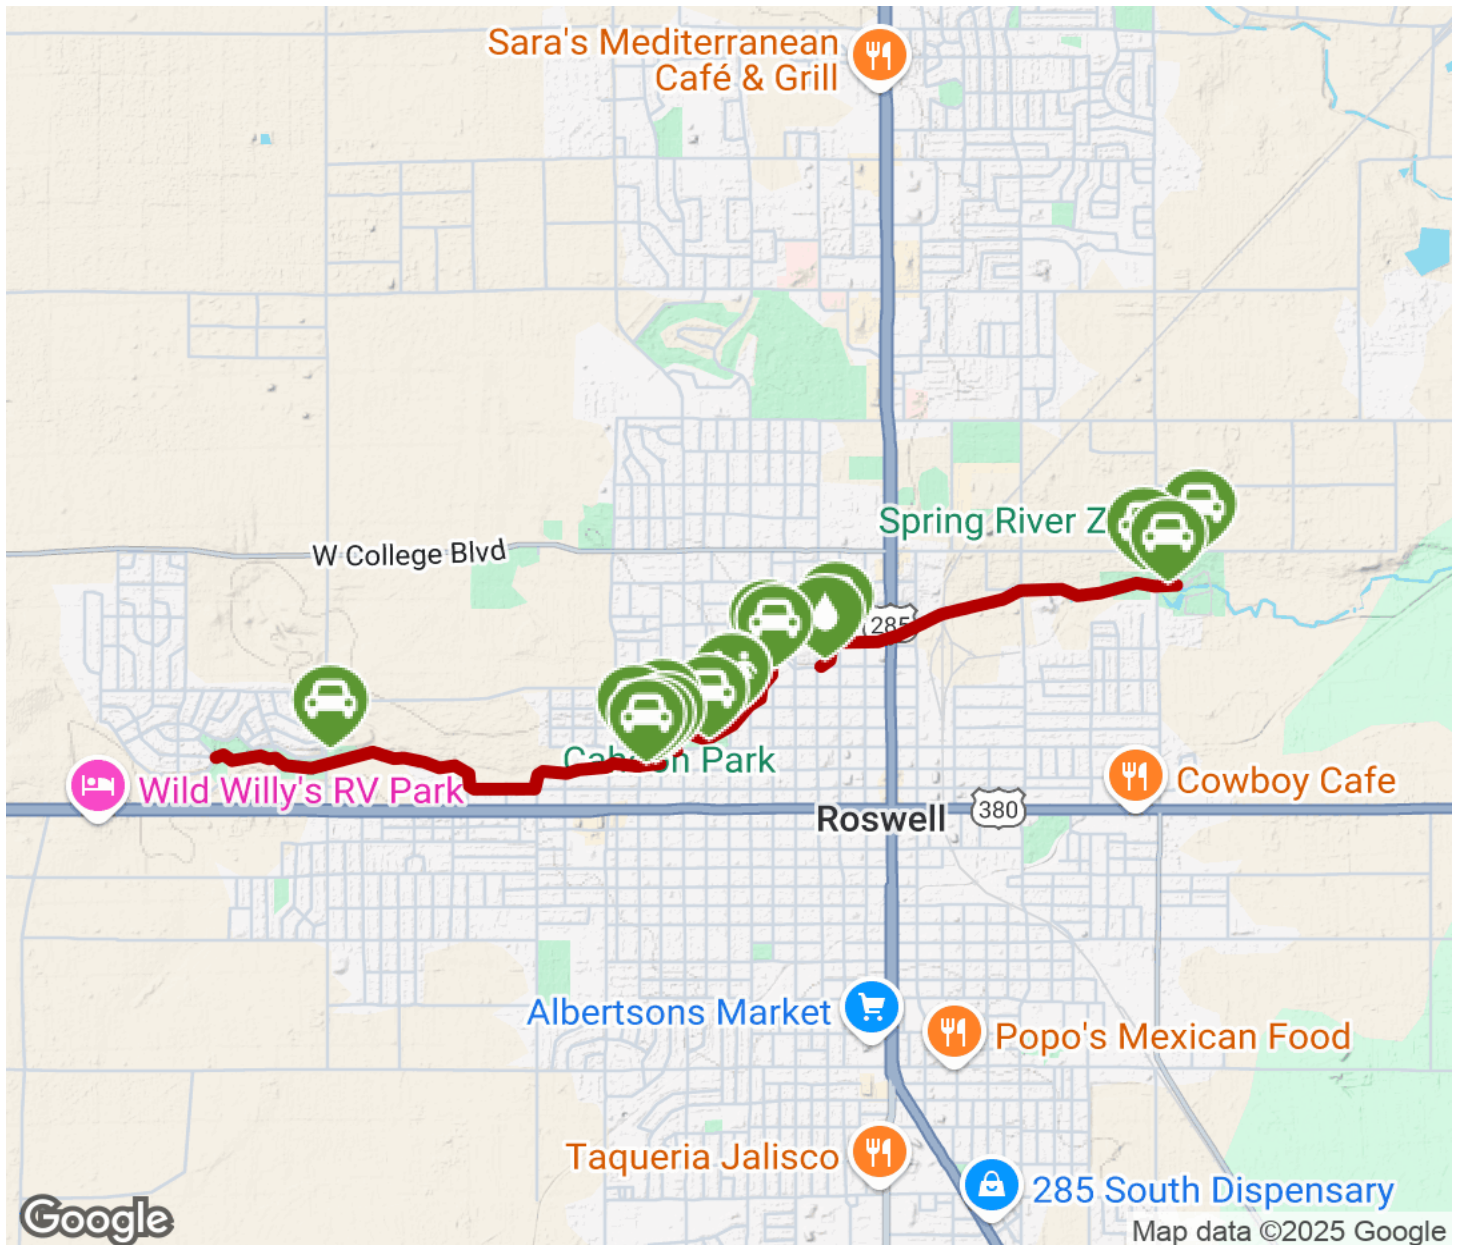 Sara's Mediterranean
Café & Grill
Spring River Z
W College Blvd
285
Wild Willy's RV Park
Park
Cowboy Cafe
Roswell
380
Albertsons Market
Popo's Mexican Food
Taqueria Jalisco
285 South Dispensary
Google
Map data ©2025 Google